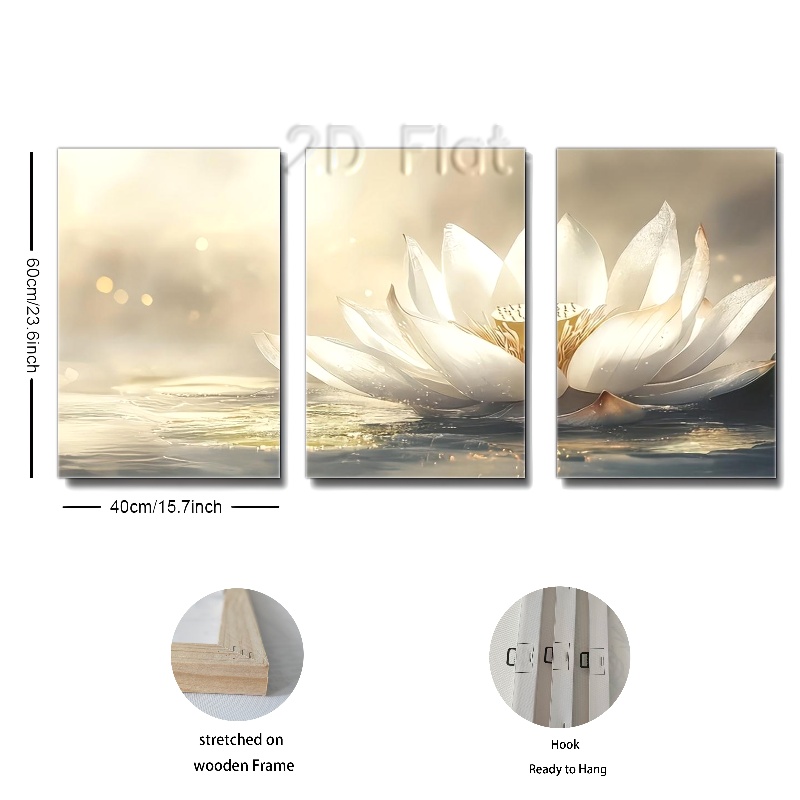 2D Flat
60cm/23.6inch
40cm/15.7inch
stretched on
wooden Frame
Hook
Ready to Hang